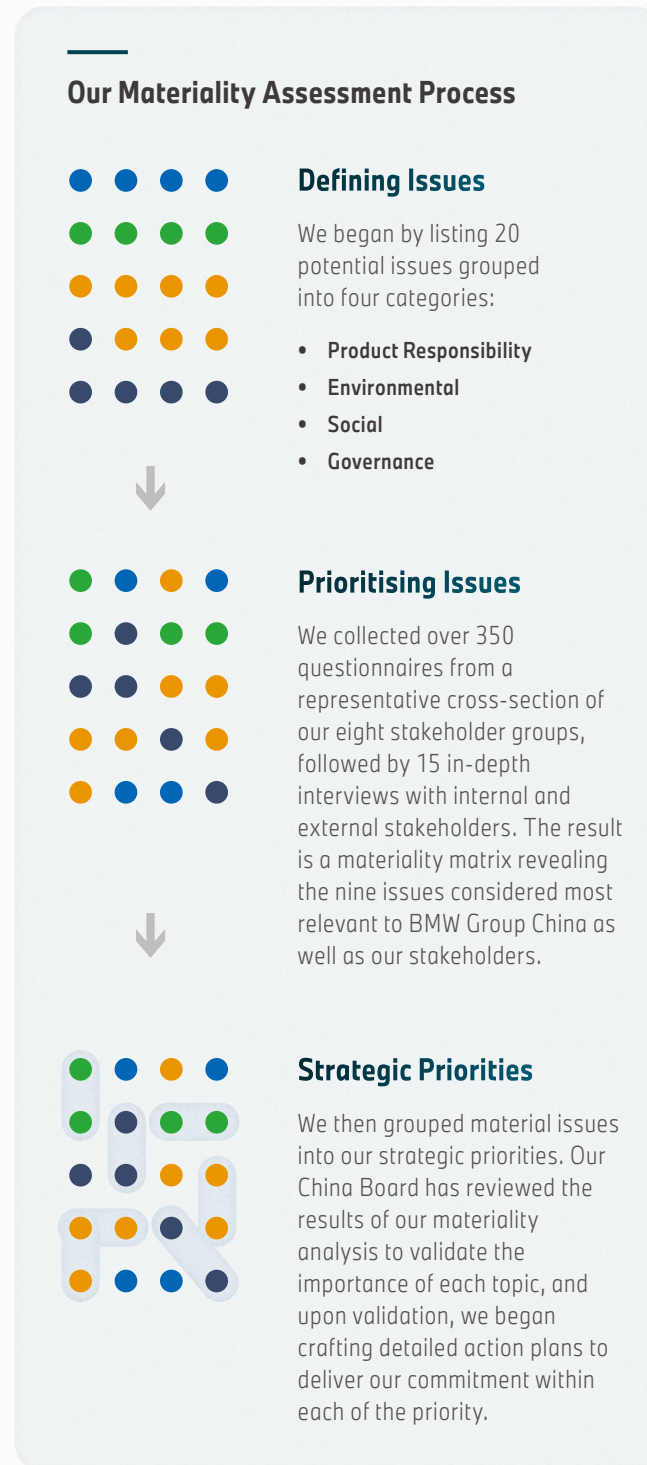 Our Materiality Assessment Process
Defining Issues
We began by listing 20
potential issues grouped
into four categories:
• Product Responsibility
• Environmental
• Social
• Governance
Prioritising Issues
We collected over 350
questionnaires from a
representative cross-section of
our eight stakeholder groups,
followed by 15 in-depth
interviews with internal and
external stakeholders. The result
is a materiality matrix revealing
the nine issues considered most
relevant to BMW Group China as
well as our stakeholders.
Strategic Priorities
We then grouped material issues
into our strategic priorities. Our
China Board has reviewed the
results of our materiality
analysis to validate the
importance of each topic, and
upon validation, we began
crafting detailed action plans to
deliver our commitment within
each of the priority.